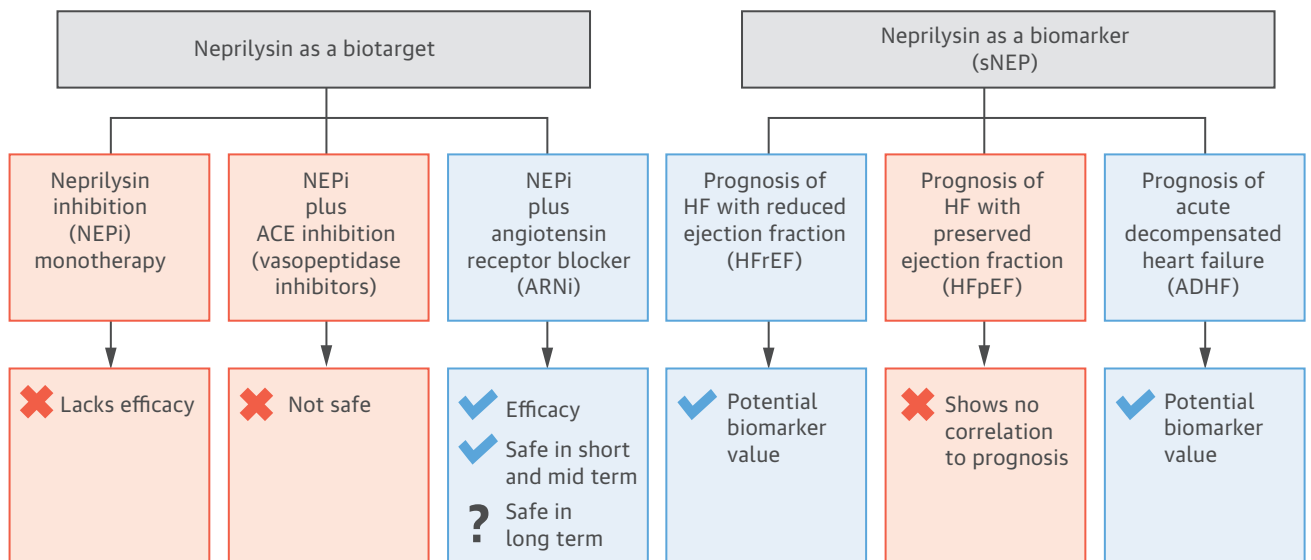 Neprilysin as a biotarget
Neprilysin as a biomarker
(sNEP)
Neprilysin
inhibition
(NEPi)
monotherapy
NEPi
plus
ACE inhibition
(vasopeptidase
inhibitors)
NEPi
plus
angiotensin
receptor blocker
(ARNi)
Prognosis of
HF with reduced
ejection fraction
(HFrEF)
Prognosis of
HF with
preserved
ejection fraction
(HFpEF)
Prognosis of
acute
decompensated
heart failure
(ADHF)
Lacks efficacy
Not safe
Efficacy
Safe in short
and mid term
? Safe in
long term
Potential
biomarker
value
Shows no
correlation
to prognosis
Potential
biomarker
value